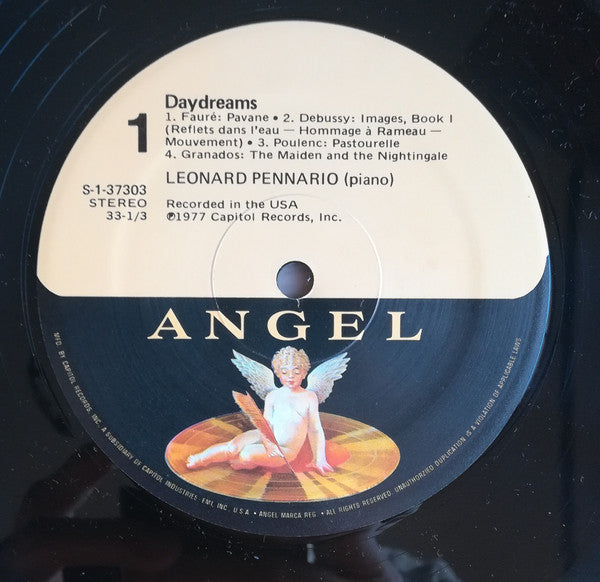 1
Daydreams
1. Fauré: Pavane • 2. Debussy: Images, Book I
(Reflets dans l'eau — Hommage à Rameau —
Mouvement) • 3. Poulenc: Pastourelle
4. Granados: The Maiden and the Nightingale
LEONARD PENNARIO (piano)
S-1-37303
STEREO
33-1/3
Recorded in the USA
℗1977 Capitol Records, Inc.
ANGEL
MFD. BY CAPITOL RECORDS, INC., A SUBSIDIARY OF CAPITOL INDUSTRIES, EMI, INC. U.S.A. • ANGEL MARCA REG. • ALL RIGHTS RESERVED. UNAUTHORIZED DUPLICATION IS A VIOLATION OF APPLICABLE LAWS.